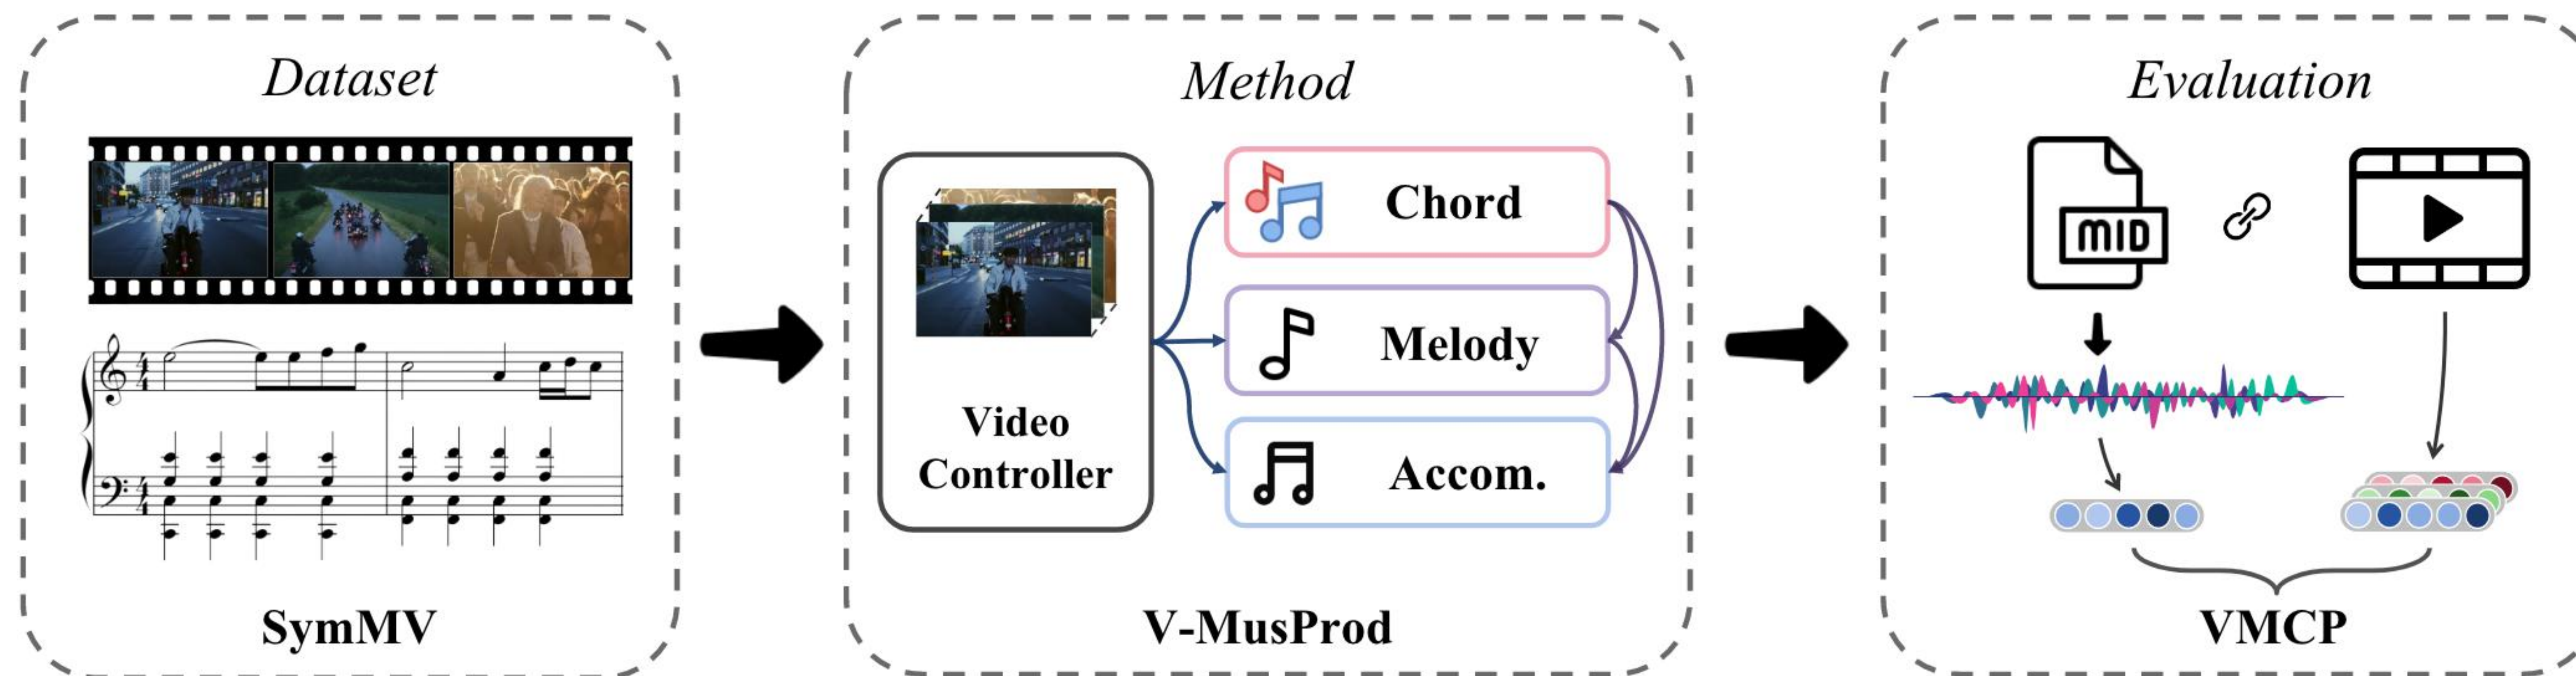 Dataset
SymMV
Method
Video
Controller
Chord
Melody
Accom.
V-MusProd
Evaluation
MID
VMCP